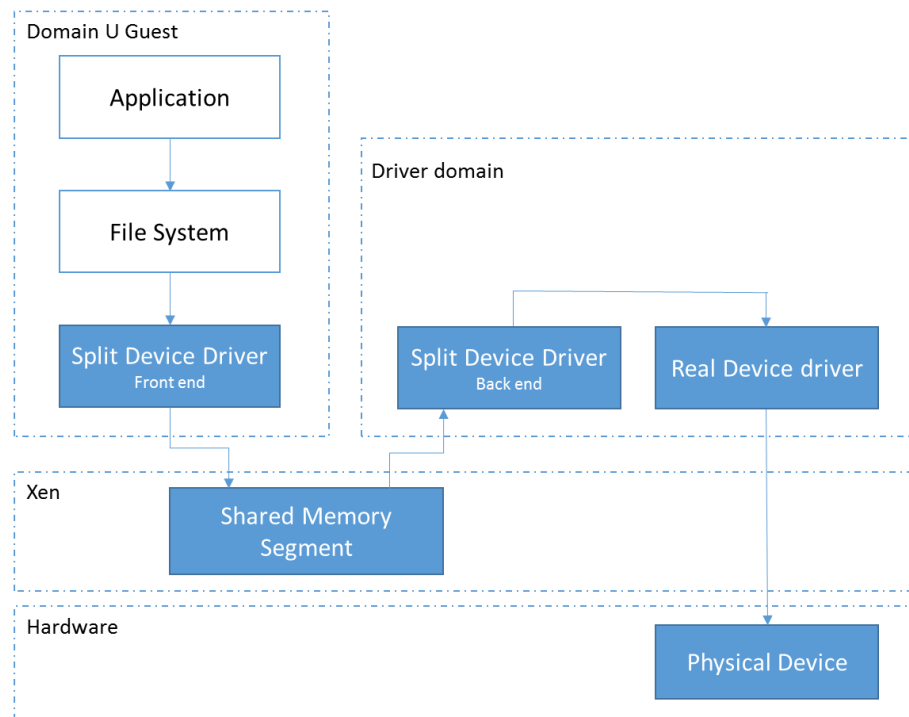 Domain U Guest
Application
File System
Split Device Driver
Front end
Driver domain
Split Device Driver
Back end
Real Device driver
Xen
Shared Memory
Segment
Hardware
Physical Device